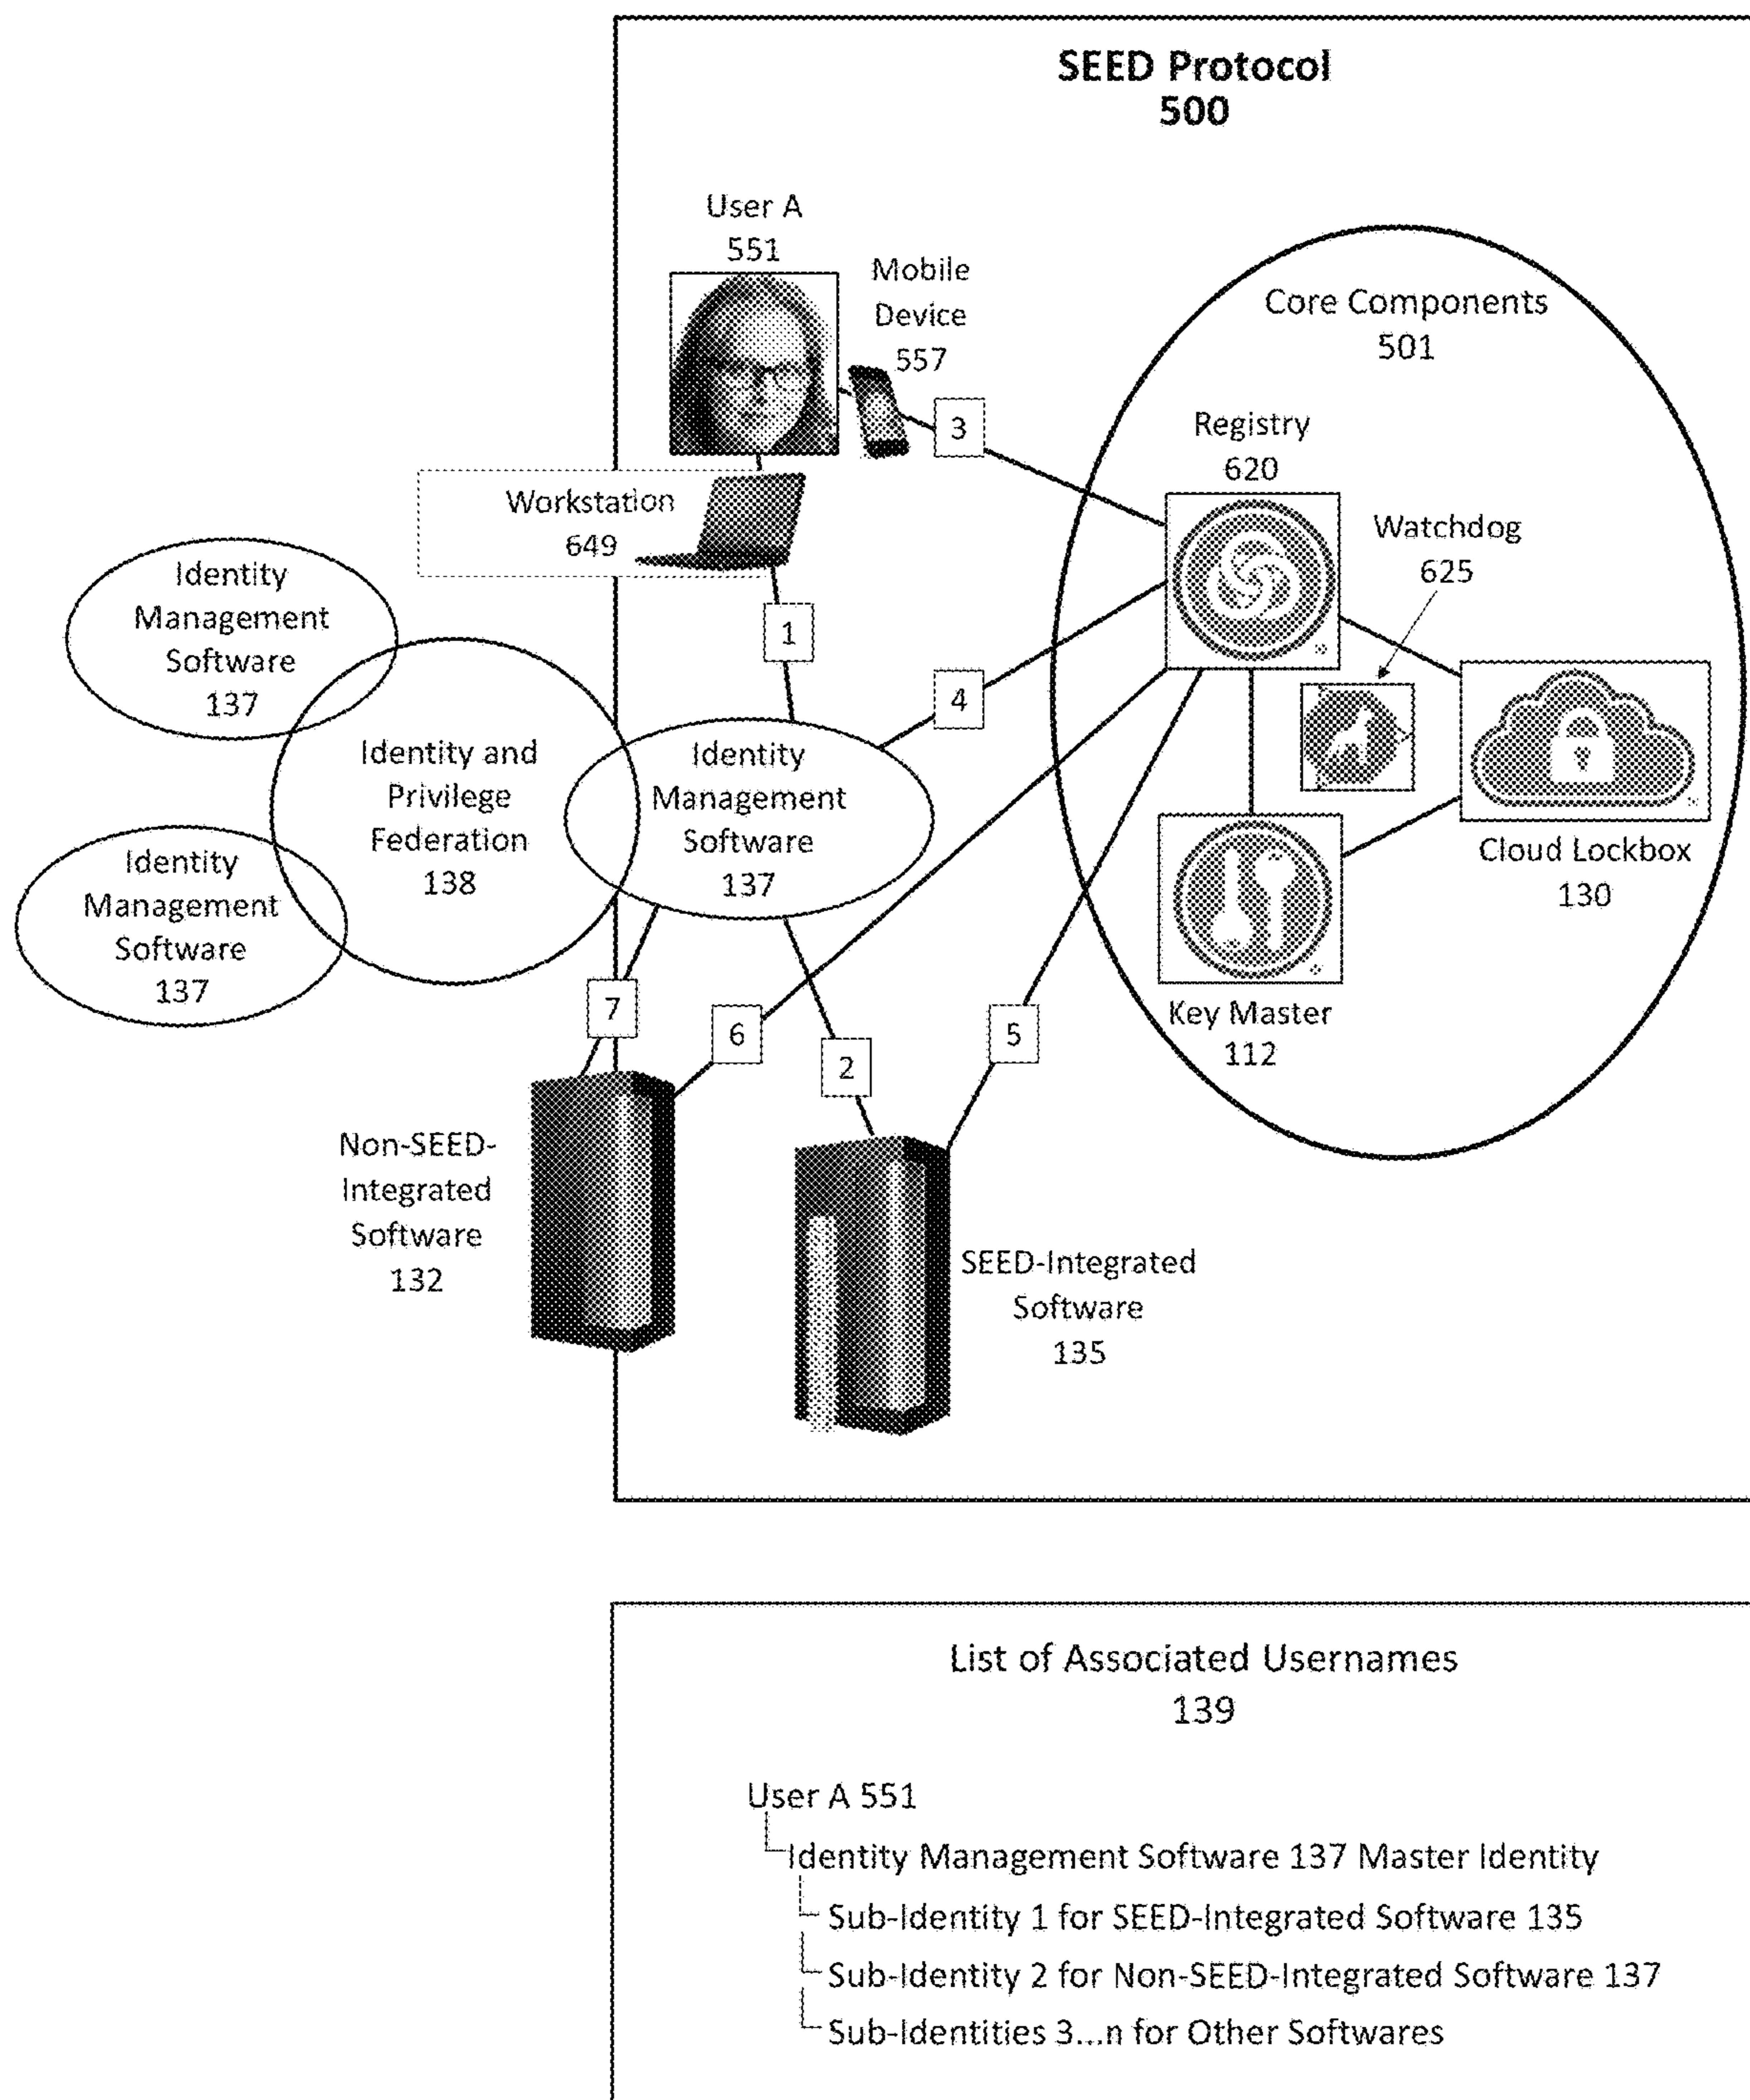 SEED Protocol
500
User A
551
Mobile
Device
557
Core Components
501
3
Registry
620
Workstation
649
Watchdog
625
Identity
Management
Software
137
1
4
Identity and
Privilege
Federation
138
Identity
Management
Software
137
Cloud Lockbox
130
Identity
Management
Software
137
7
6
2
5
Key Master
112
Non-SEED-
Integrated
Software
132
SEED-Integrated
Software
135
List of Associated Usernames
139
User A 551
Identity Management Software 137 Master Identity
Sub-Identity 1 for SEED-Integrated Software 135
Sub-Identity 2 for Non-SEED-Integrated Software 137
Sub-Identities 3...n for Other Softwares